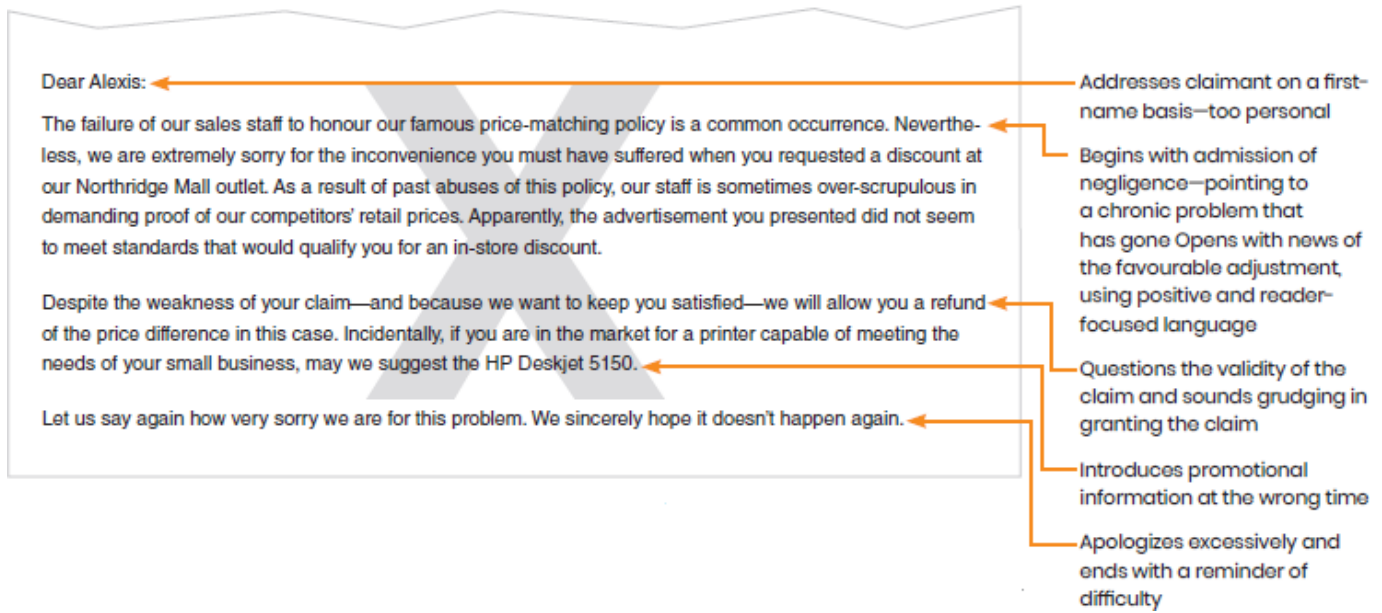 Dear Alexis:
The failure of our sales staff to honour our famous price-matching policy is a common occurrence. Neverthe-
less, we are extremely sorry for the inconvenience you must have suffered when you requested a discount at
our Northridge Mall outlet. As a result of past abuses of this policy, our staff is sometimes over-scrupulous in
demanding proof of our competitors' retail prices. Apparently, the advertisement you presented did not seem
to meet standards that would qualify you for an in-store discount.
Despite the weakness of your claim—and because we want to keep you satisfied—we will allow you a refund
of the price difference in this case. Incidentally, if you are in the market for a printer capable of meeting the
needs of your small business, may we suggest the HP Deskjet 5150.
Let us say again how very sorry we are for this problem. We sincerely hope it doesn't happen again.
X
Addresses claimant on a first-
name basis—too personal
Begins with admission of
negligence—pointing to
a chronic problem that
has gone Opens with news of
the favourable adjustment,
using positive and reader-
focused language
Questions the validity of the
claim and sounds grudging in
granting the claim
Introduces promotional
information at the wrong time
Apologizes excessively and
ends with a reminder of
difficulty